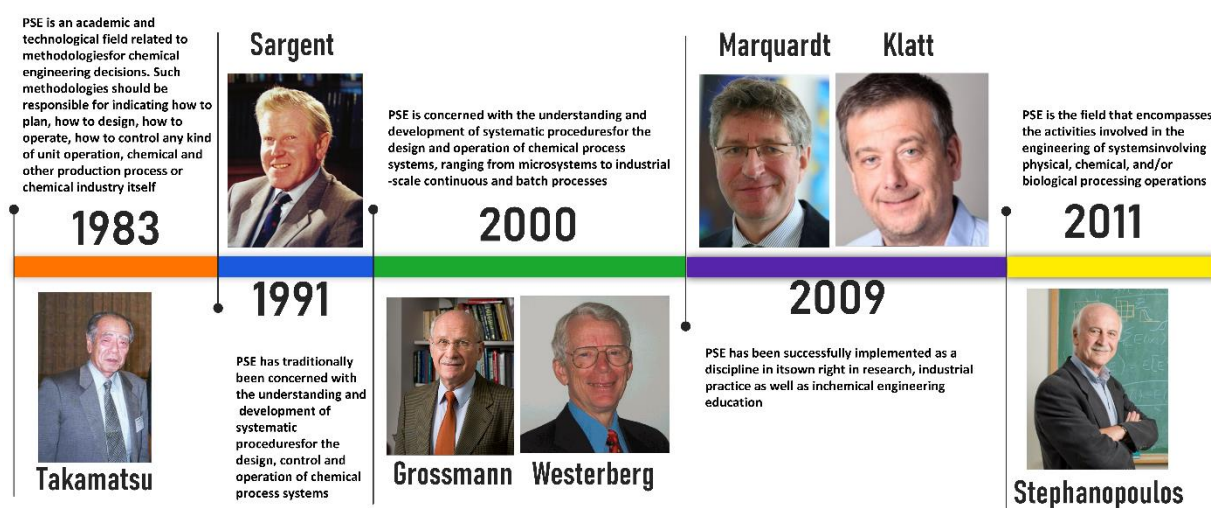 PSE is an academic and
technological field related to
methodologiesfor chemical
engineering decisions. Such
methodologies should be
responsible for indicating how to
plan, how to design, how to
operate, how to control any kind
of unit operation, chemical and
other production process or
chemical industry itself
1983
Takamatsu
Sargent
1991
PSE has traditionally
been concerned with
the understanding and
development of
systematic
proceduresfor the
design, control and
operation of chemical
process systems
PSE is concerned with the understanding and
development of systematic proceduresfor the
design and operation of chemical process
systems, ranging from microsystems to industrial
-scale continuous and batch processes
2000
Grossmann
Westerberg
Marquardt
Klatt
2009
PSE has been successfully implemented as a
discipline in itsown right in research, industrial
practice as well as inchemical engineering
education
PSE is the field that encompasses
the activities involved in the
engineering of systemsinvolving
physical, chemical, and/or
biological processing operations
2011
Stephanopoulos